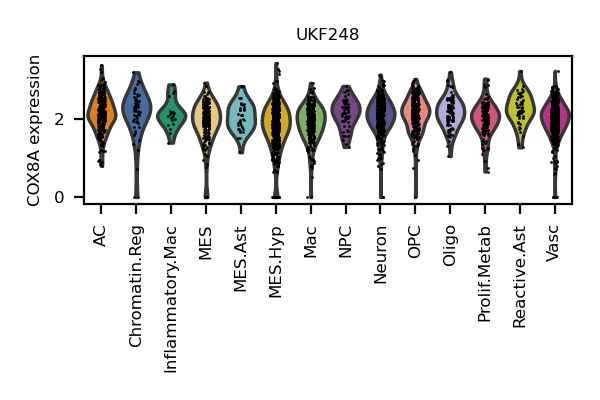 UKF248
COX8A expression
2
0
AC
Chromatin.Reg
Inflammatory.Mac
MES
MES.Ast
MES.Hyp
Mac
NPC
Neuron
OPC
Oligo
Prolif.Metab
Reactive.Ast
Vasc